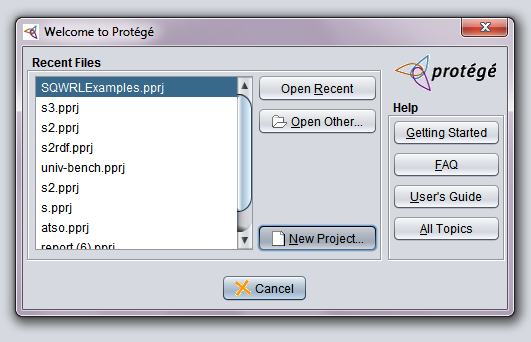 Welcome to Protégé
Recent Files
SQWRLExamples.pprj
s3.pprj
s2.pprj
s2rdf.pprj
univ-bench.pprj
s2.pprj
s.pprj
atso.pprj
report (6).pprj
Open Recent
Open Other...
New Project...
protégé
Help
Getting Started
FAQ
User's Guide
All Topics
Cancel